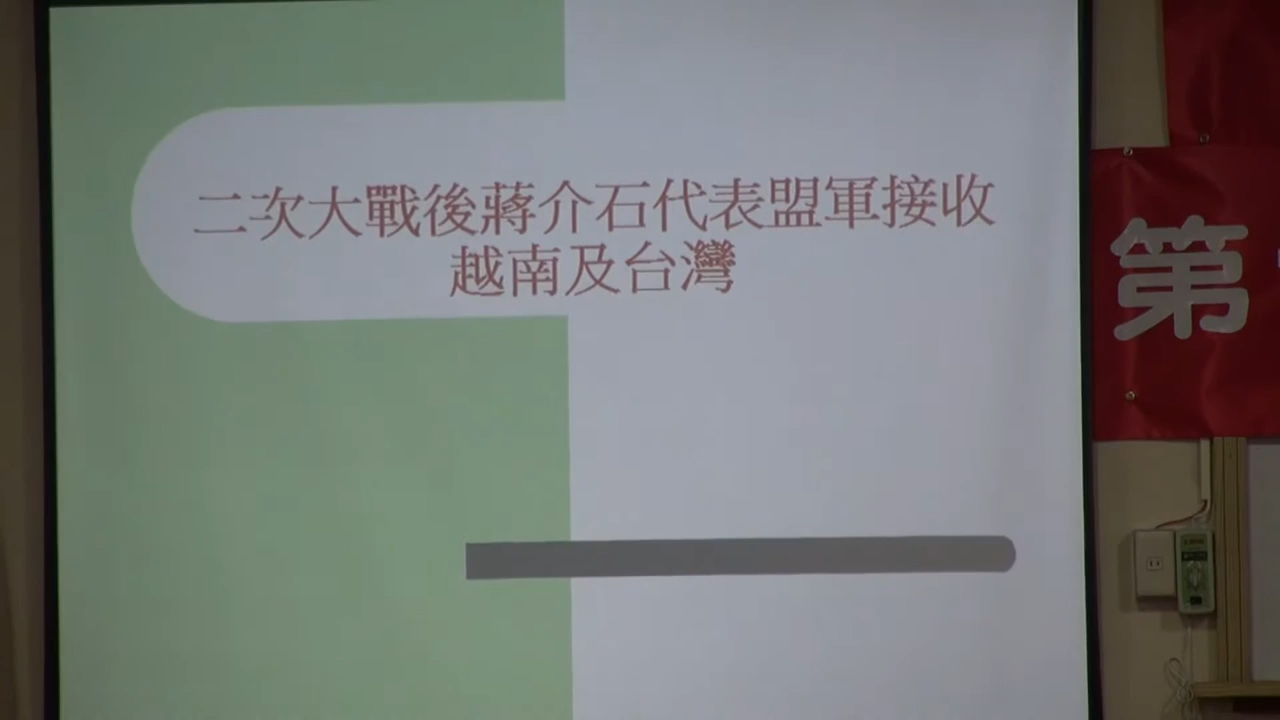 二次大戰後蔣介石代表盟軍接收
越南及台灣
第